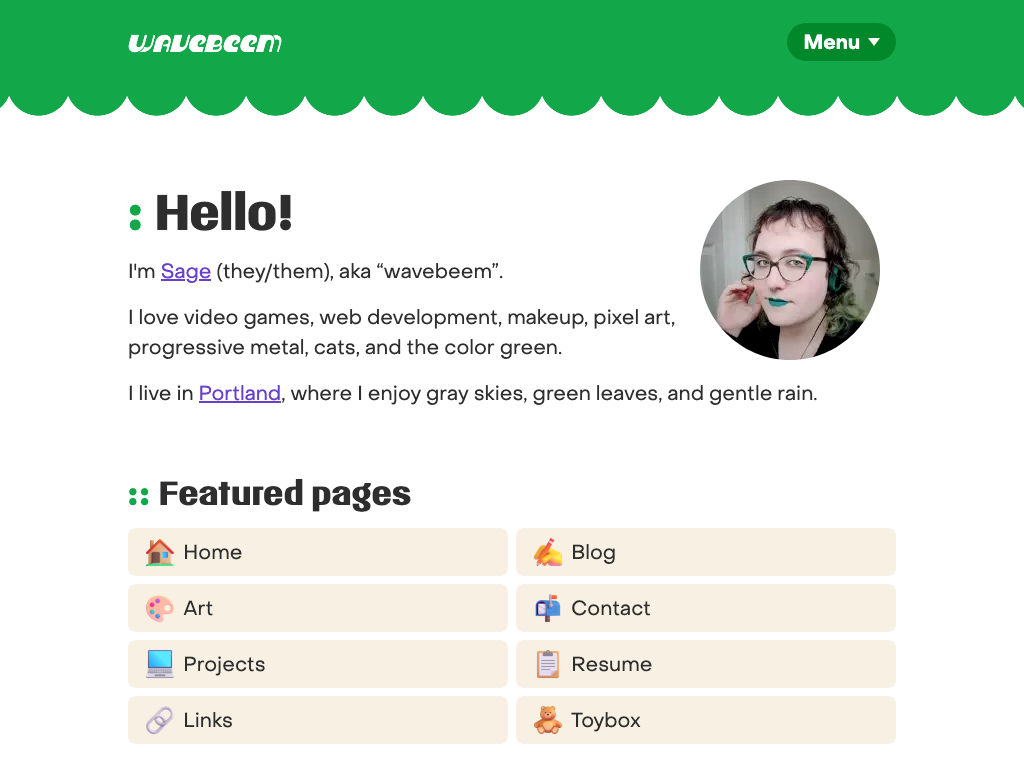 WAVEBEEM
Menu
Hello!
I'm Sage (they/them), aka “wavebeem”.
I love video games, web development, makeup, pixel art,
progressive metal, cats, and the color green.
I live in Portland, where I enjoy gray skies, green leaves, and gentle rain.
Featured pages
Home
Blog
Art
Contact
Projects
Resume
Links
Toybox